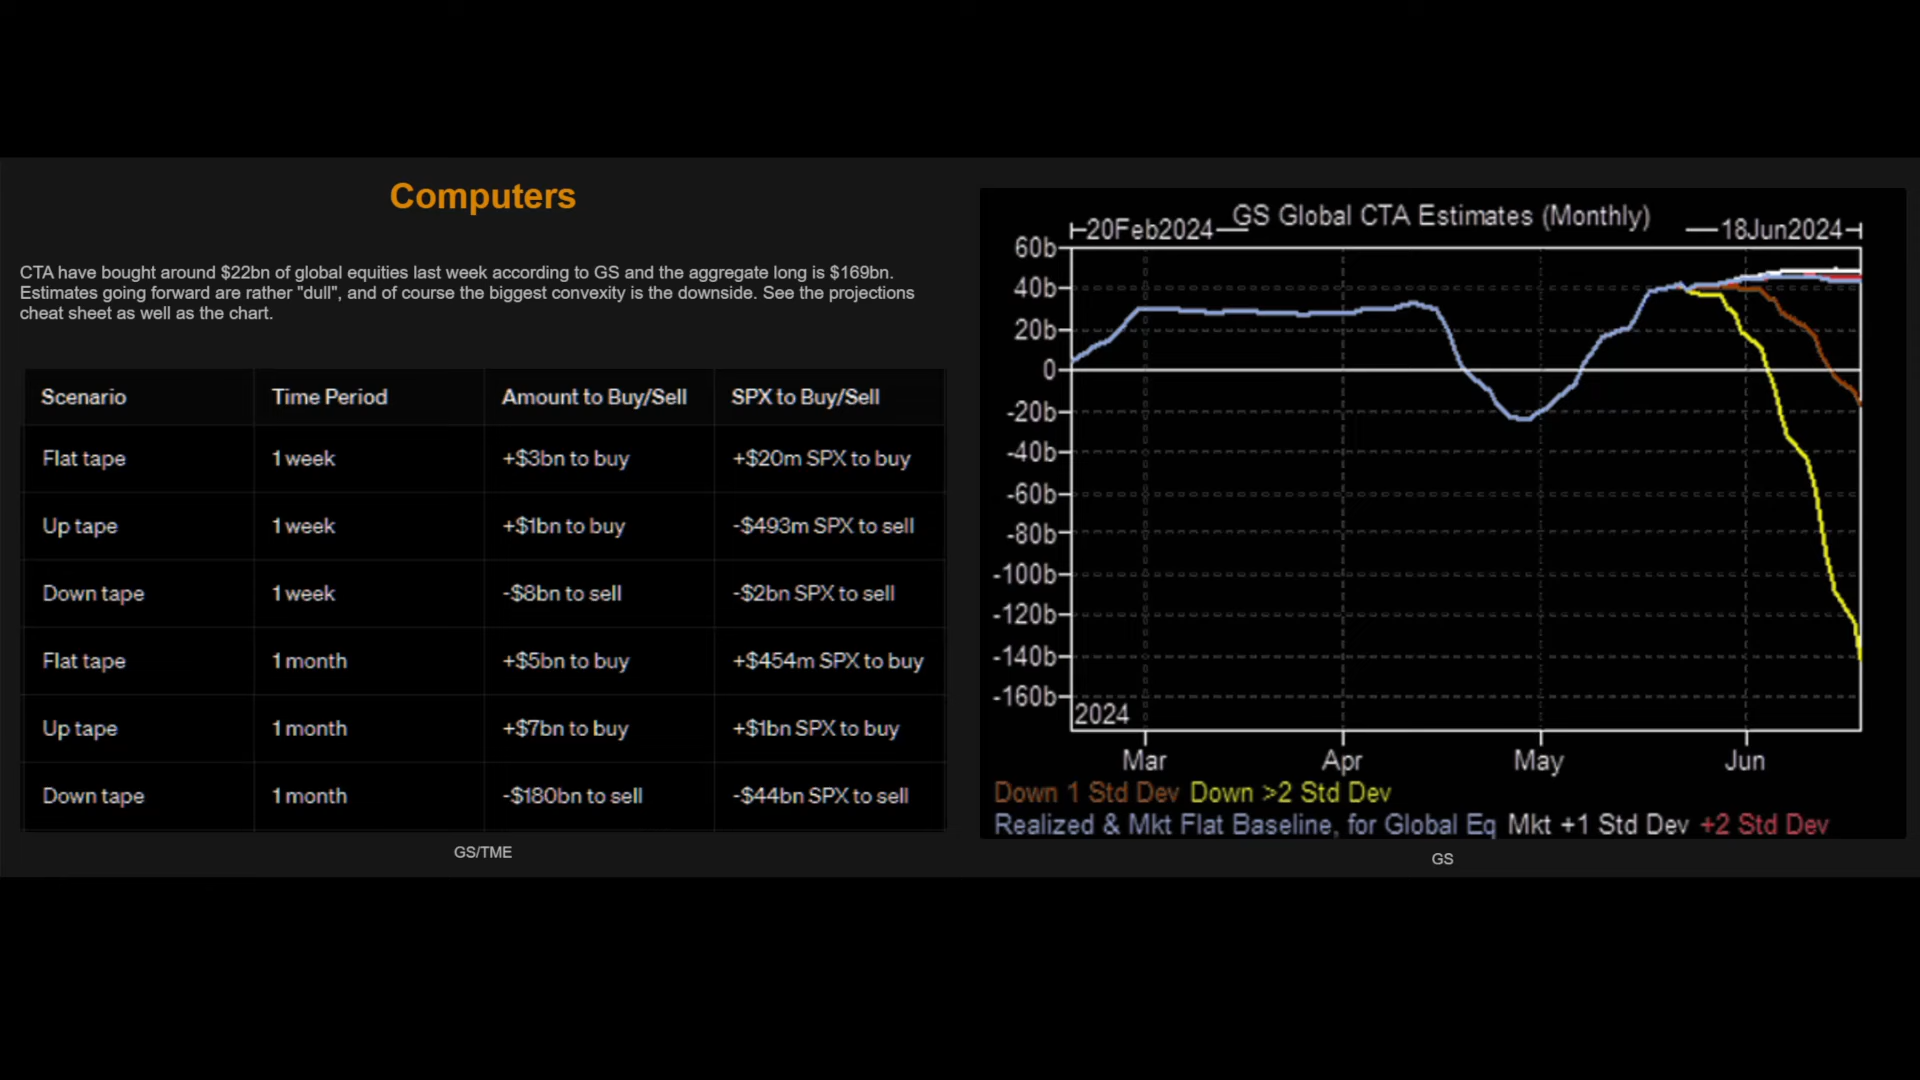 Computers
CTA have bought around $22bn of global equities last week according to GS and the aggregate long is $169bn.
Estimates going forward are rather "dull", and of course the biggest convexity is the downside. See the projections
cheat sheet as well as the chart.
Scenario Time Period Amount to Buy/Sell SPX to Buy/Sell
Flat tape 1 week +$3bn to buy +$20m SPX to buy
Up tape 1 week +$1bn to buy -$493m SPX to sell
Down tape 1 week -$8bn to sell -$2bn SPX to sell
Flat tape 1 month +$5bn to buy +$454m SPX to buy
Up tape 1 month +$7bn to buy +$1bn SPX to buy
Down tape 1 month -$180bn to sell -$44bn SPX to sell
GS/TME
GS Global CTA Estimates (Monthly)
20Feb2024 18Jun2024
60b
40b
20b
0
-20b
-40b
-60b
-80b
-100b
-120b
-140b
-160b
2024
Mar Apr May Jun
Down 1 Std Dev Down >2 Std Dev
Realized & Mkt Flat Baseline, for Global Eq Mkt +1 Std Dev +2 Std Dev
GS